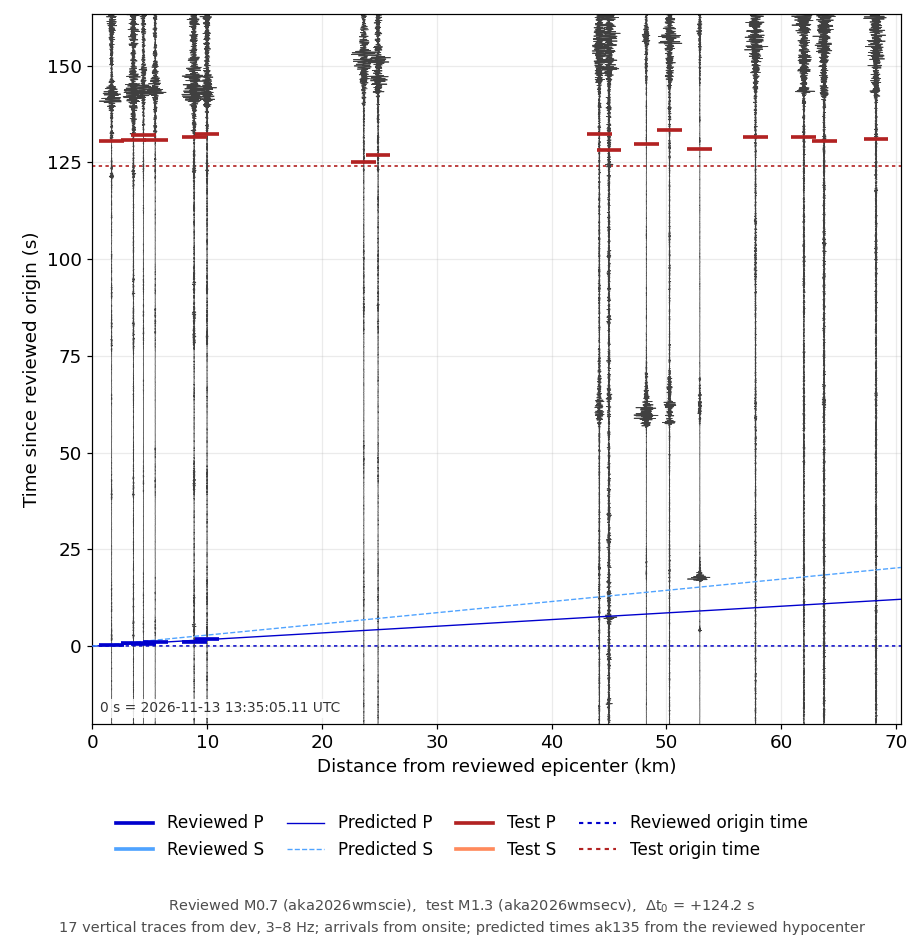 150
125
100
75
50
25
0
Time since reviewed origin (s)
0 s = 2026-11-13 13:35:05.11 UTC
0 10 20 30 40 50 60 70
Distance from reviewed epicenter (km)
Reviewed P Predicted P Test P Reviewed origin time
Reviewed S Predicted S Test S Test origin time
Reviewed M0.7 (aka2026wmscie), test M1.3 (aka2026wmsecv), Δt₀ = +124.2 s
17 vertical traces from dev, 3–8 Hz; arrivals from onsite; predicted times ak135 from the reviewed hypocenter